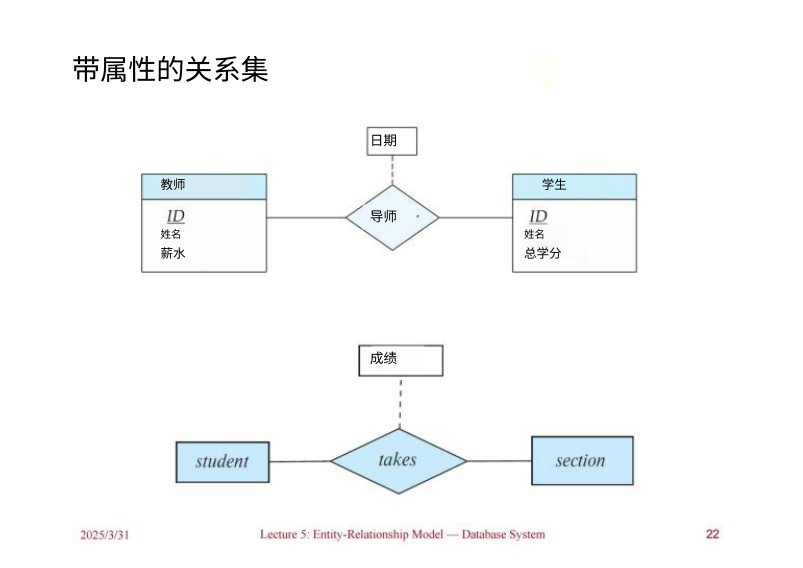 带属性的关系集
日期
教师
ID
姓名
薪水
导师
学生
ID
姓名
总学分
成绩
student
takes
section
2025/3/31
Lecture 5: Entity-Relationship Model — Database System
22